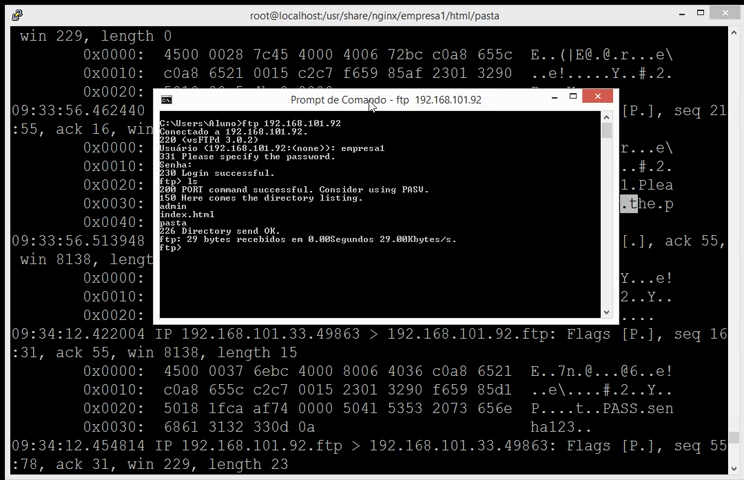 root@localhost:/usr/share/nginx/empresa1/html/pasta
win 229, length 0
0x0000: 4500 0028 7c45 4000 4006 72bc c0a8 655c E..(|E@.@.r...e\
0x0010: c0a8 6521 0015 c2c7 f659 85af 2301 3290 ..e!.....Y..#.2.
09:33:56.462440
[P.], seq 21
:55, ack 16, win
0x0000:
0x0010:
0x0020: 1.Plea
0x0030: .the.p
0x0040:
09:33:56.513948
[.], ack 55,
win 8138, lengt
0x0000:
0x0010:
0x0020:
Prompt de Comando - ftp 192.168.101.92
C:\Users\Aluno>ftp 192.168.101.92
Conectado a 192.168.101.92.
220 (vsFTPd 3.0.2)
Usuário (192.168.101.92:(none)): empresa1
331 Please specify the password.
Senha:
230 Login successful.
ftp> ls
200 PORT command successful. Consider using PASV.
150 Here comes the directory listing.
admin
index.html
pasta
226 Directory send OK.
ftp: 29 bytes recebidos em 0.00Segundos 29.00Kbytes/s.
ftp>
09:34:12.422004 IP 192.168.101.33.49863 > 192.168.101.92.ftp: Flags [P.], seq 16
:31, ack 55, win 8138, length 15
0x0000: 4500 0037 6ebc 4000 8006 4036 c0a8 6521 E..7n.@...@6..e!
0x0010: c0a8 655c c2c7 0015 2301 3290 f659 85d1 ..e\....#.2..Y..
0x0020: 5018 1fca af74 0000 5041 5353 2073 656e P....t..PASS.sen
0x0030: 6861 3132 330d 0a ha123..
09:34:12.454814 IP 192.168.101.92.ftp > 192.168.101.33.49863: Flags [P.], seq 55
:78, ack 31, win 229, length 23